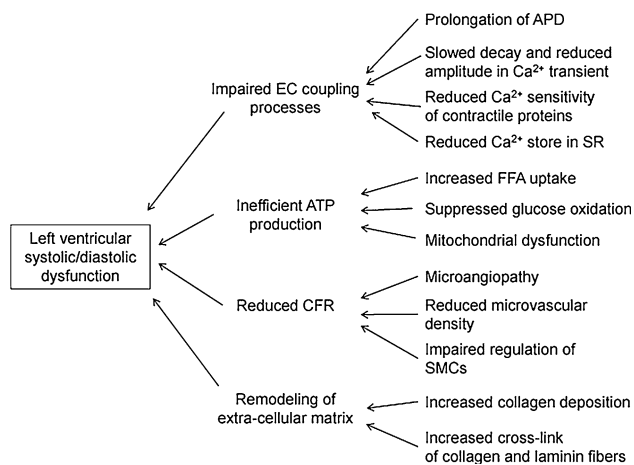 Prolongation of APD
Slowed decay and reduced
amplitude in Ca²⁺ transient
Impaired EC coupling
processes
Reduced Ca²⁺ sensitivity
of contractile proteins
Reduced Ca²⁺ store in SR
Increased FFA uptake
Inefficient ATP
production
Suppressed glucose oxidation
Mitochondrial dysfunction
Left ventricular
systolic/diastolic
dysfunction
Microangiopathy
Reduced CFR
Reduced microvascular
density
Impaired regulation of
SMCs
Remodeling of
extra-cellular matrix
Increased collagen deposition
Increased cross-link
of collagen and laminin fibers